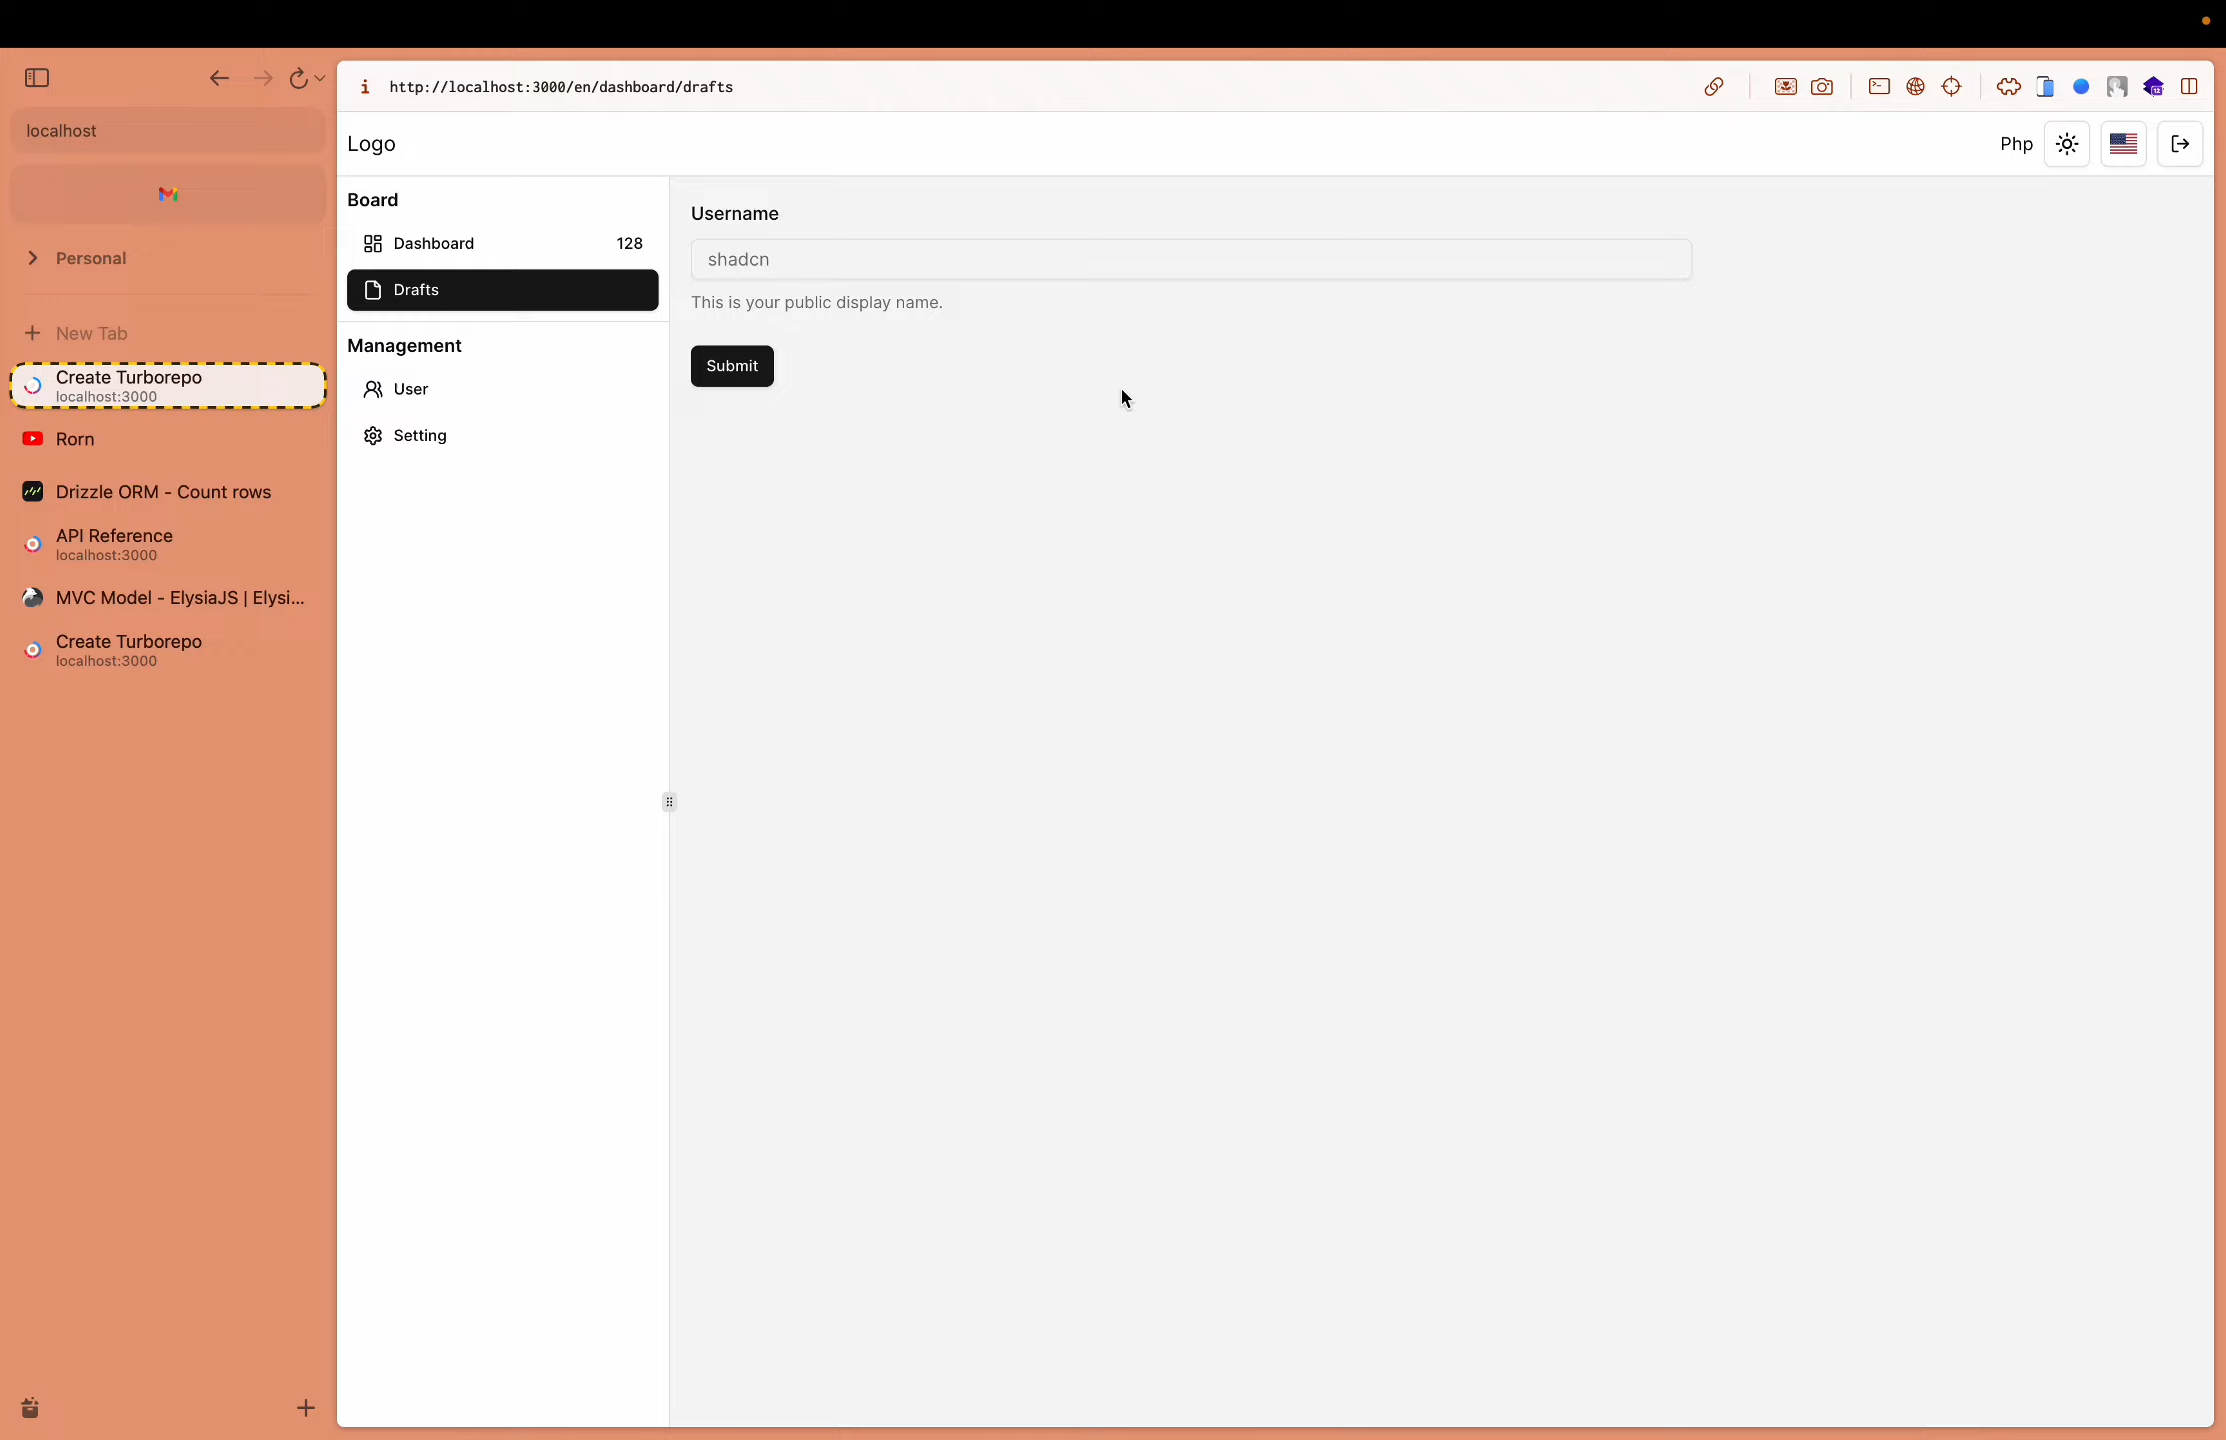 http://localhost:3000/en/dashboard/drafts
localhost
Personal
New Tab
Create Turborepo
localhost:3000
Rorn
Drizzle ORM - Count rows
API Reference
localhost:3000
MVC Model - ElysiaJS | Elysi...
Create Turborepo
localhost:3000
Logo
Php
Board
Dashboard 128
Drafts
Management
User
Setting
Username
shadcn
This is your public display name.
Submit